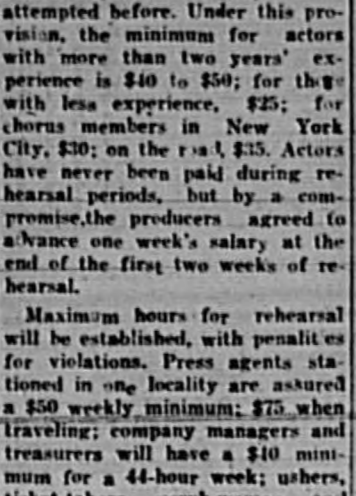 attempted before. Under this pro-
vision, the minimum for actors
with more than two years' ex-
perience is $40 to $50; for those
with less experience, $25; for
chorus members in New York
City, $30; on the road, $35. Actors
have never been paid during re-
hearsal periods, but by a com-
promise,the producers agreed to
advance one week's salary at the
end of the first two weeks of re-
hearsal.
Maximum hours for rehearsal
will be established, with penalties
for violations. Press agents sta-
tioned in one locality are assured
a $50 weekly minimum; $75 when
traveling; company managers and
treasurers will have a $40 mini-
mum for a 44-hour week; ushers,